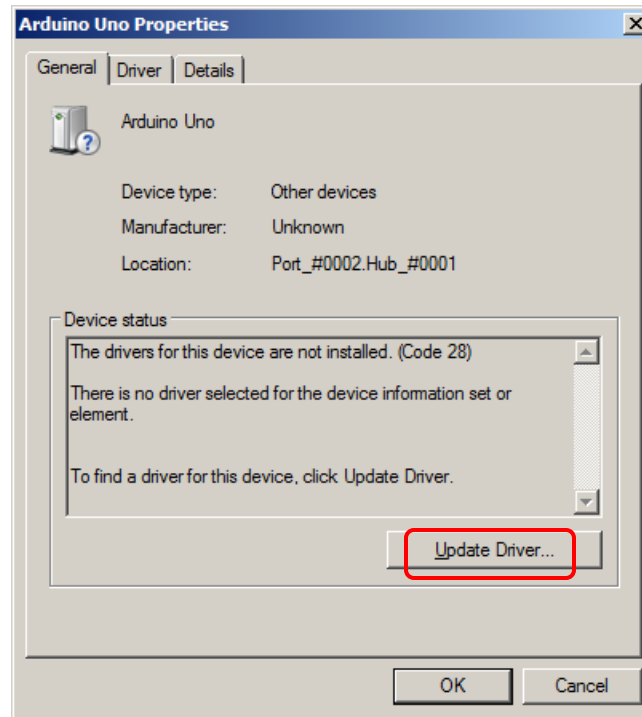 Arduino Uno Properties
General Driver Details
Arduino Uno
Device type: Other devices
Manufacturer: Unknown
Location: Port_#0002.Hub_#0001
Device status
The drivers for this device are not installed. (Code 28)
There is no driver selected for the device information set or
element.
To find a driver for this device, click Update Driver.
Update Driver...
OK Cancel